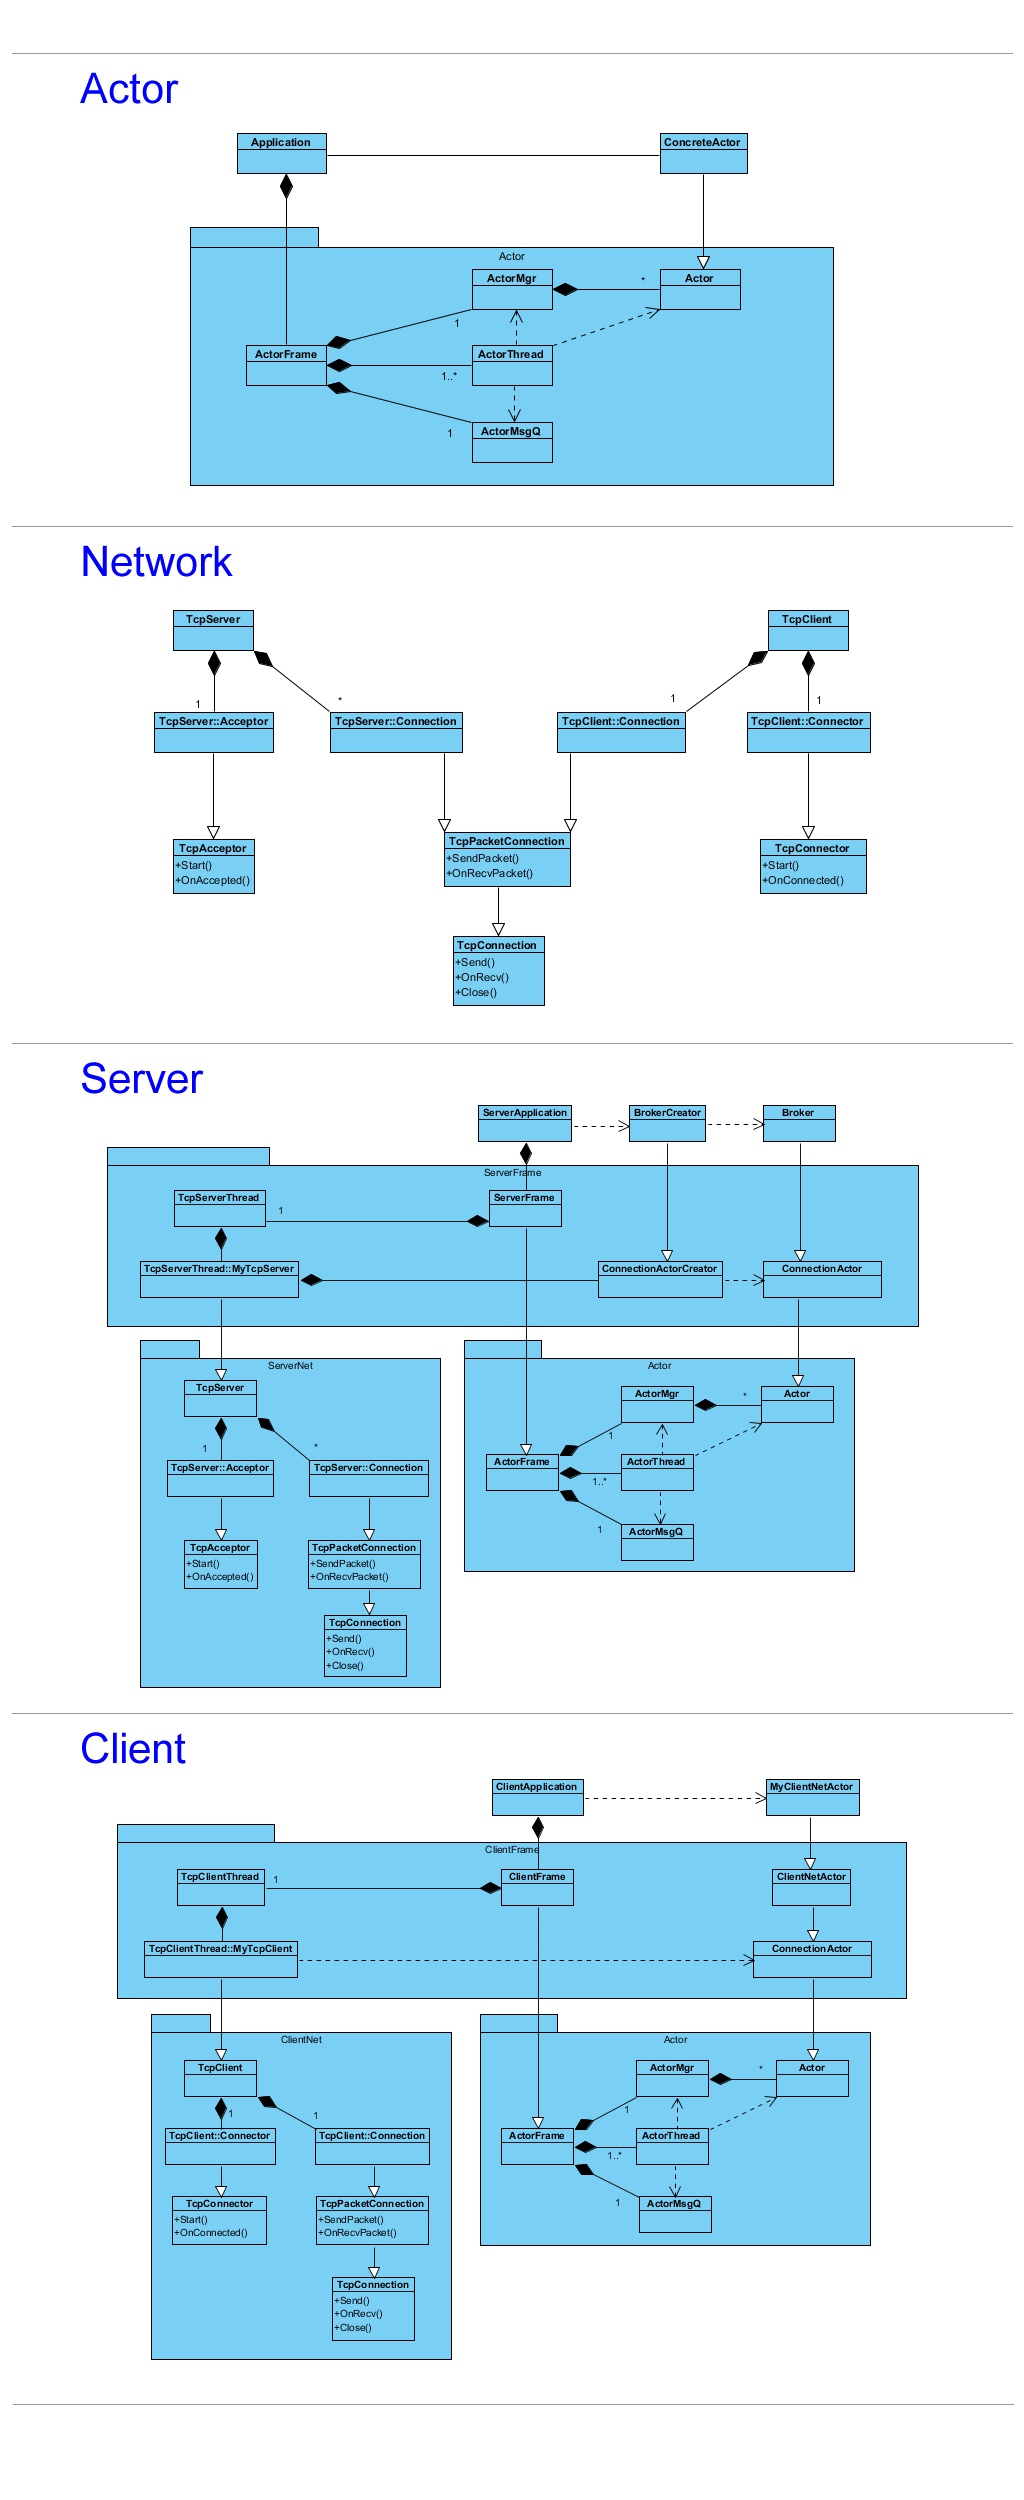 Actor
Application
ConcreteActor
Actor
ActorMgr
*
Actor
1
ActorFrame
ActorThread
1..*
1
ActorMsgQ
Network
TcpServer
TcpClient
1
*
1
1
TcpServer::Acceptor
TcpServer::Connection
TcpClient::Connection
TcpClient::Connector
TcpAcceptor
+Start()
+OnAccepted()
TcpPacketConnection
+SendPacket()
+OnRecvPacket()
TcpConnector
+Start()
+OnConnected()
TcpConnection
+Send()
+OnRecv()
+Close()
Server
ServerApplication
BrokerCreator
Broker
ServerFrame
TcpServerThread
1
ServerFrame
TcpServerThread::MyTcpServer
ConnectionActorCreator
ConnectionActor
ServerNet
TcpServer
1
*
TcpServer::Acceptor
TcpServer::Connection
TcpAcceptor
+Start()
+OnAccepted()
TcpPacketConnection
+SendPacket()
+OnRecvPacket()
TcpConnection
+Send()
+OnRecv()
+Close()
Actor
ActorMgr
*
Actor
1
ActorFrame
ActorThread
1..*
1
ActorMsgQ
Client
ClientApplication
MyClientNetActor
ClientFrame
TcpClientThread
1
ClientFrame
ClientNetActor
TcpClientThread::MyTcpClient
ConnectionActor
ClientNet
TcpClient
1
1
TcpClient::Connector
TcpClient::Connection
TcpConnector
+Start()
+OnConnected()
TcpPacketConnection
+SendPacket()
+OnRecvPacket()
TcpConnection
+Send()
+OnRecv()
+Close()
Actor
ActorMgr
*
Actor
1
ActorFrame
ActorThread
1..*
1
ActorMsgQ